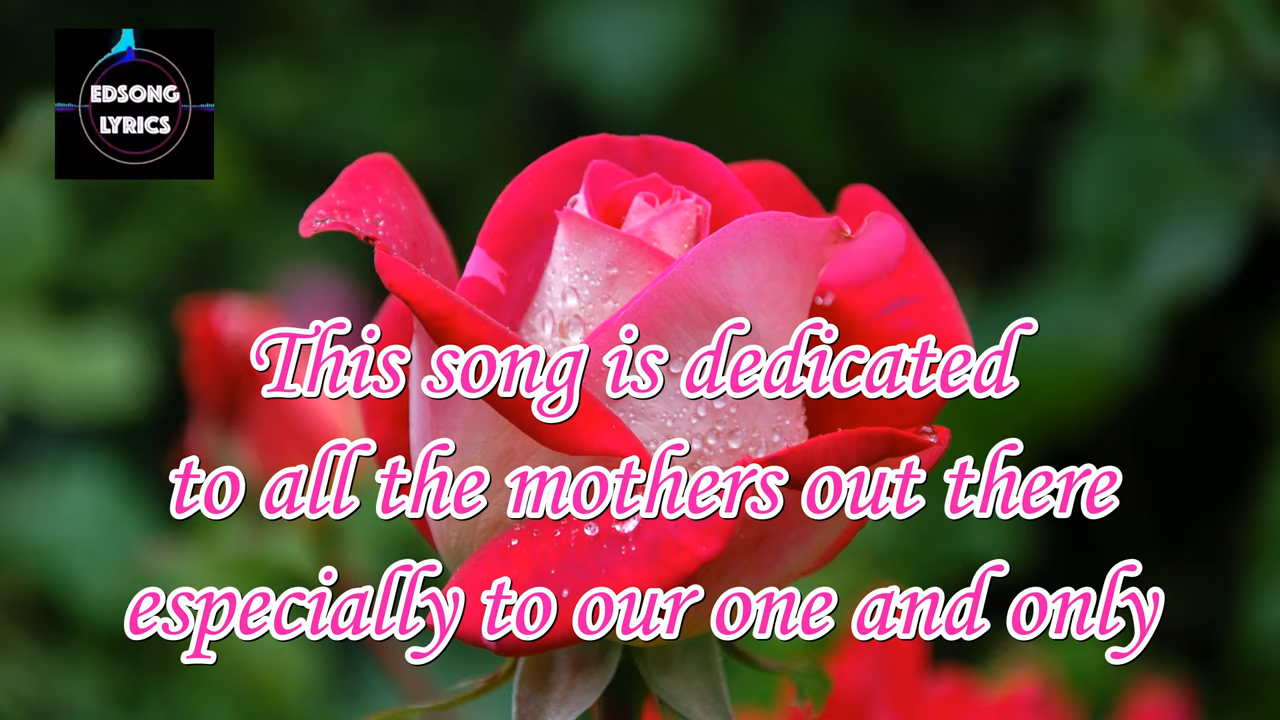 EDSONG
LYRICS
This song is dedicated
to all the mothers out there
especially to our one and only